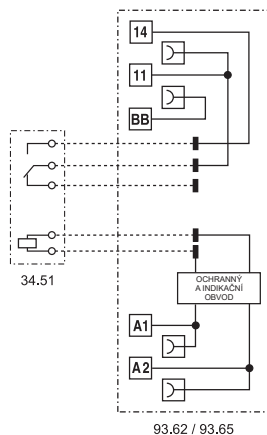 14
11
BB
34.51
OCHRANNÝ
A INDIKAČNÍ
OBVOD
A1
A2
93.62 / 93.65